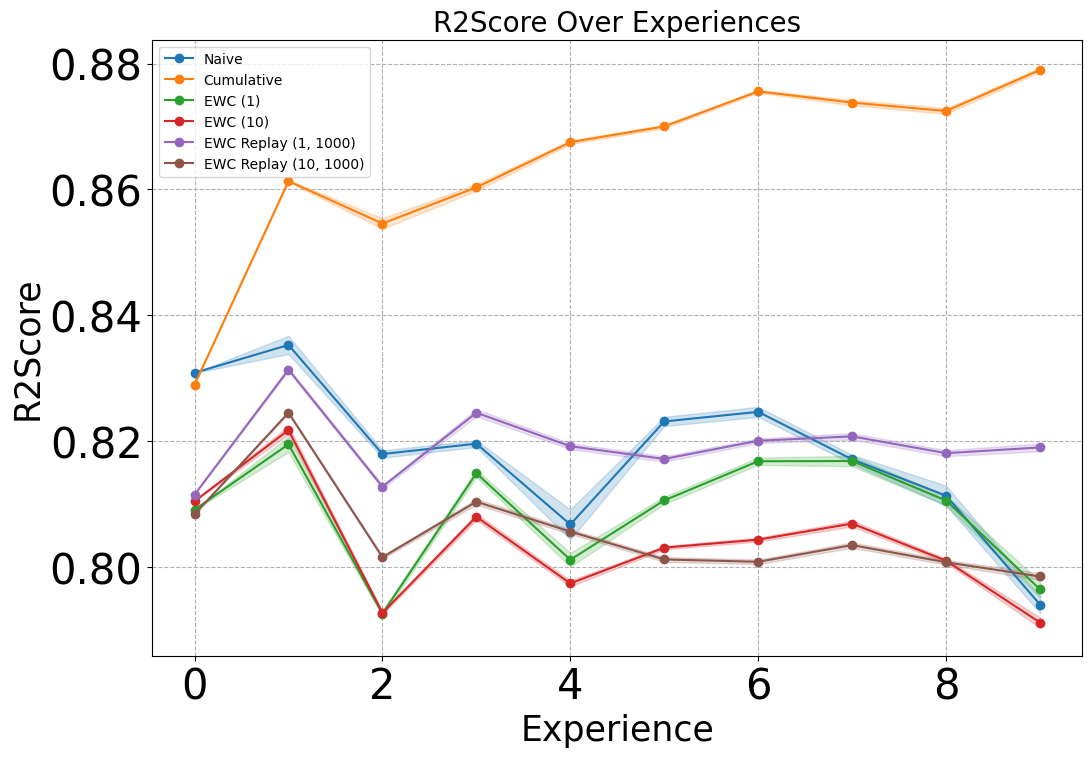 R2Score Over Experiences
Naive
Cumulative
EWC (1)
EWC (10)
EWC Replay (1, 1000)
EWC Replay (10, 1000)
0.88
0.86
0.84
0.82
0.80
R2Score
0 2 4 6 8
Experience